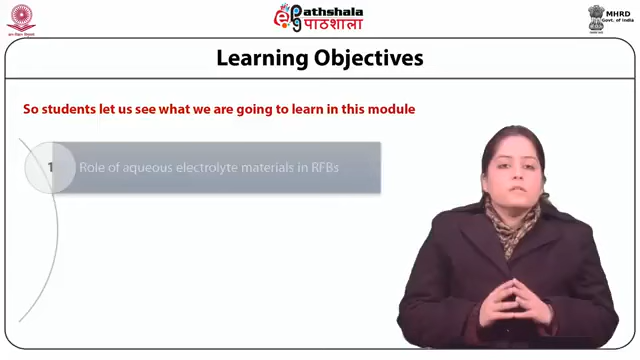 ePathshala
पाठशाला
MHRD
Govt. of India
Learning Objectives
So students let us see what we are going to learn in this module
1
Role of aqueous electrolyte materials in RFBs